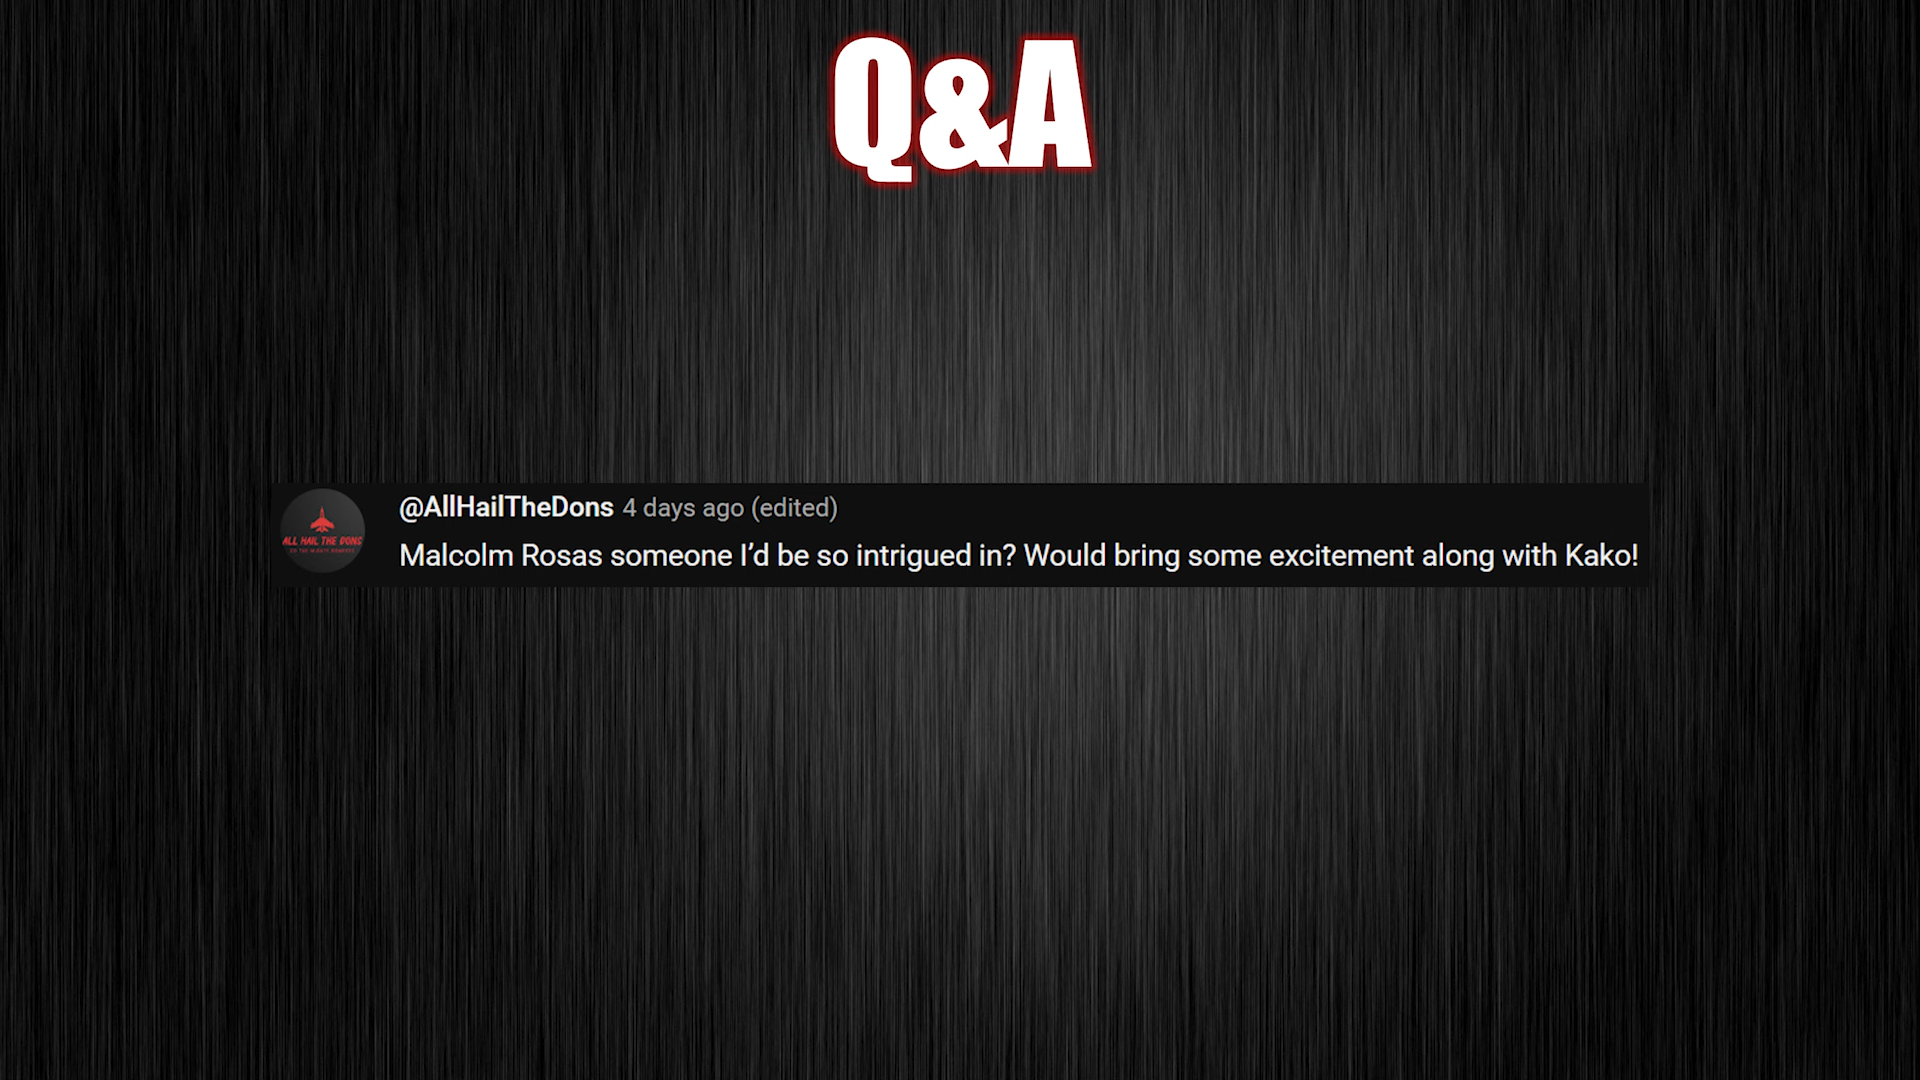 Q&A
@AllHailTheDons 4 days ago (edited)
Malcolm Rosas someone I’d be so intrigued in? Would bring some excitement along with Kako!
ALL HAIL THE DONS